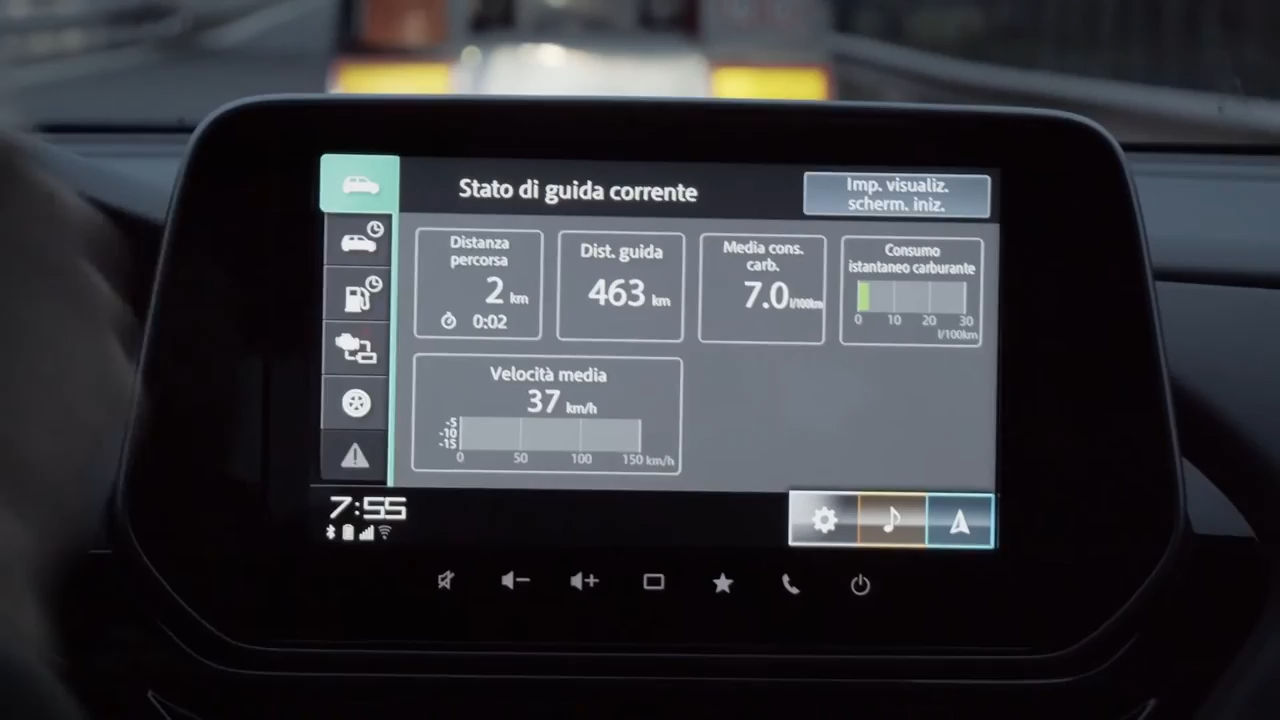 Stato di guida corrente
Imp. visualiz.
scherm. iniz.
Distanza
percorsa
2 km
0:02
Dist. guida
463 km
Media cons.
carb.
7.0 l/100km
Consumo
istantaneo carburante
0 10 20 30
l/100km
Velocità media
37 km/h
-5
-10
-15
0 50 100 150 km/h
7:55